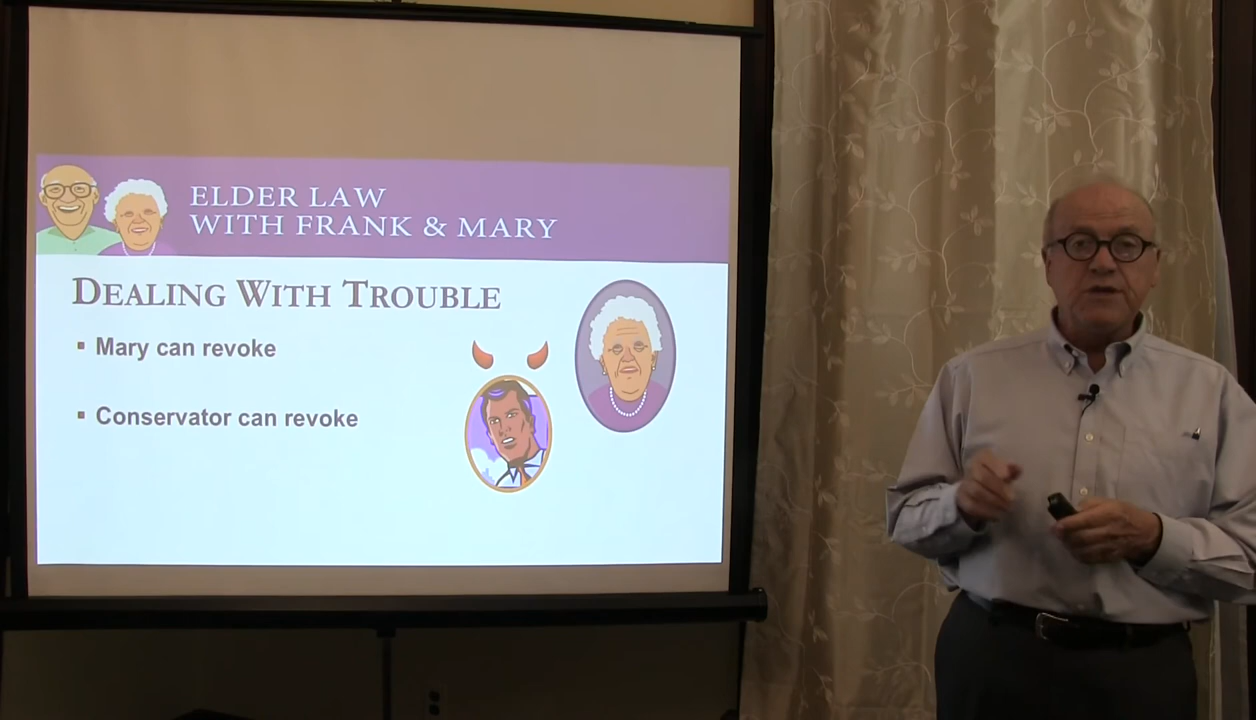 ELDER LAW
WITH FRANK & MARY
DEALING WITH TROUBLE
▪ Mary can revoke
▪ Conservator can revoke